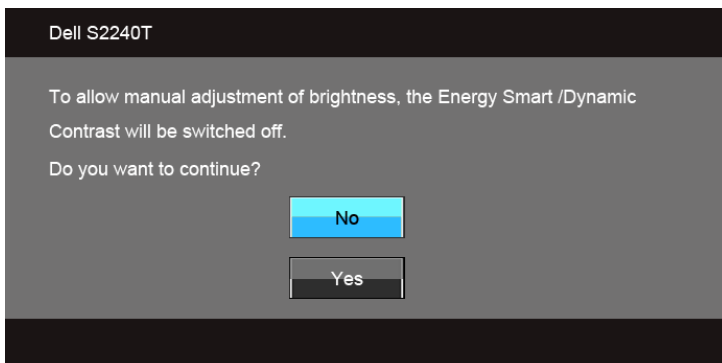 Dell S2240T
To allow manual adjustment of brightness, the Energy Smart /Dynamic
Contrast will be switched off.
Do you want to continue?
No
Yes